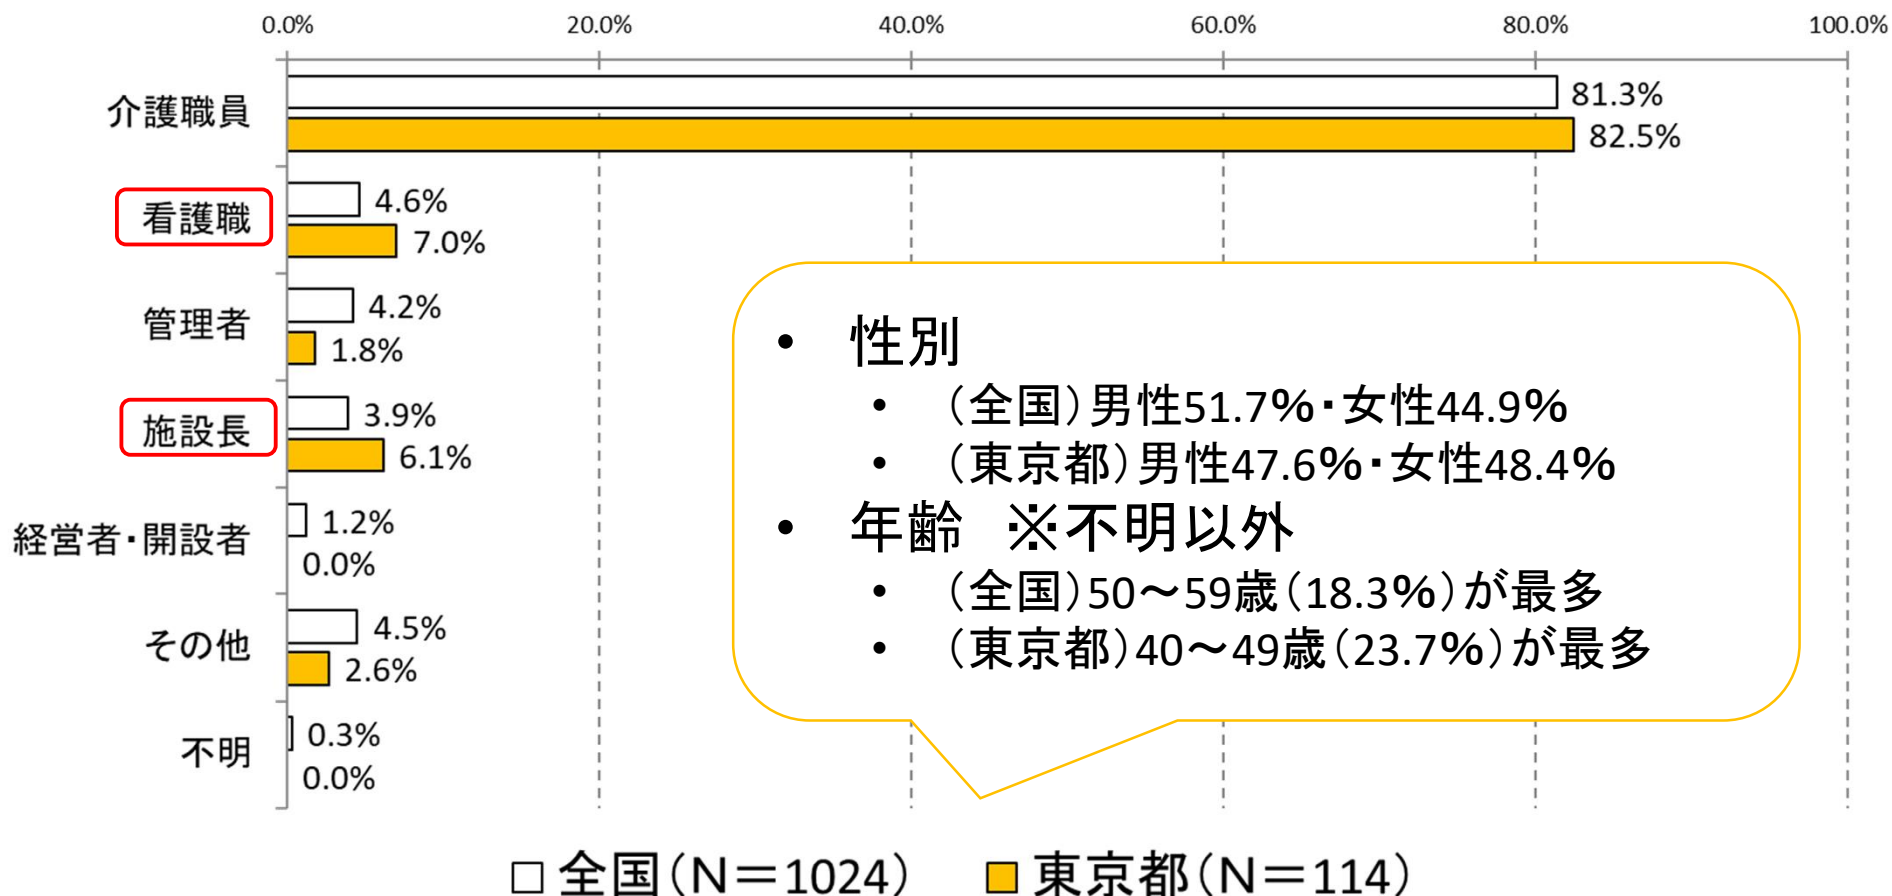 0.0% 20.0% 40.0% 60.0% 80.0% 100.0%
介護職員
81.3%
82.5%
看護職
4.6%
7.0%
管理者
4.2%
1.8%
施設長
3.9%
6.1%
経営者・開設者
1.2%
0.0%
その他
4.5%
2.6%
不明
0.3%
0.0%
• 性別
• （全国）男性51.7%・女性44.9%
• （東京都）男性47.6%・女性48.4%
• 年齢　※不明以外
• （全国）50～59歳（18.3%）が最多
• （東京都）40～49歳（23.7%）が最多
全国（N＝1024） 東京都（N＝114）